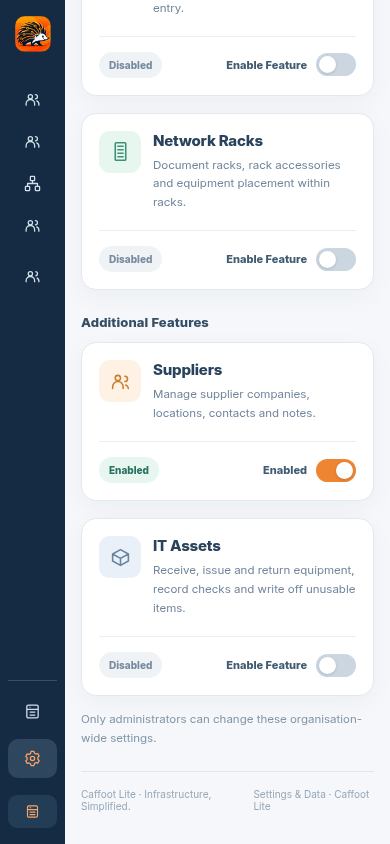 entry.
Disabled
Enable Feature
Network Racks
Document racks, rack accessories
and equipment placement within
racks.
Disabled
Enable Feature
Additional Features
Suppliers
Manage supplier companies,
locations, contacts and notes.
Enabled
Enabled
IT Assets
Receive, issue and return equipment,
record checks and write off unusable
items.
Disabled
Enable Feature
Only administrators can change these organisation-
wide settings.
Caffoot Lite · Infrastructure,
Simplified.
Settings & Data · Caffoot
Lite